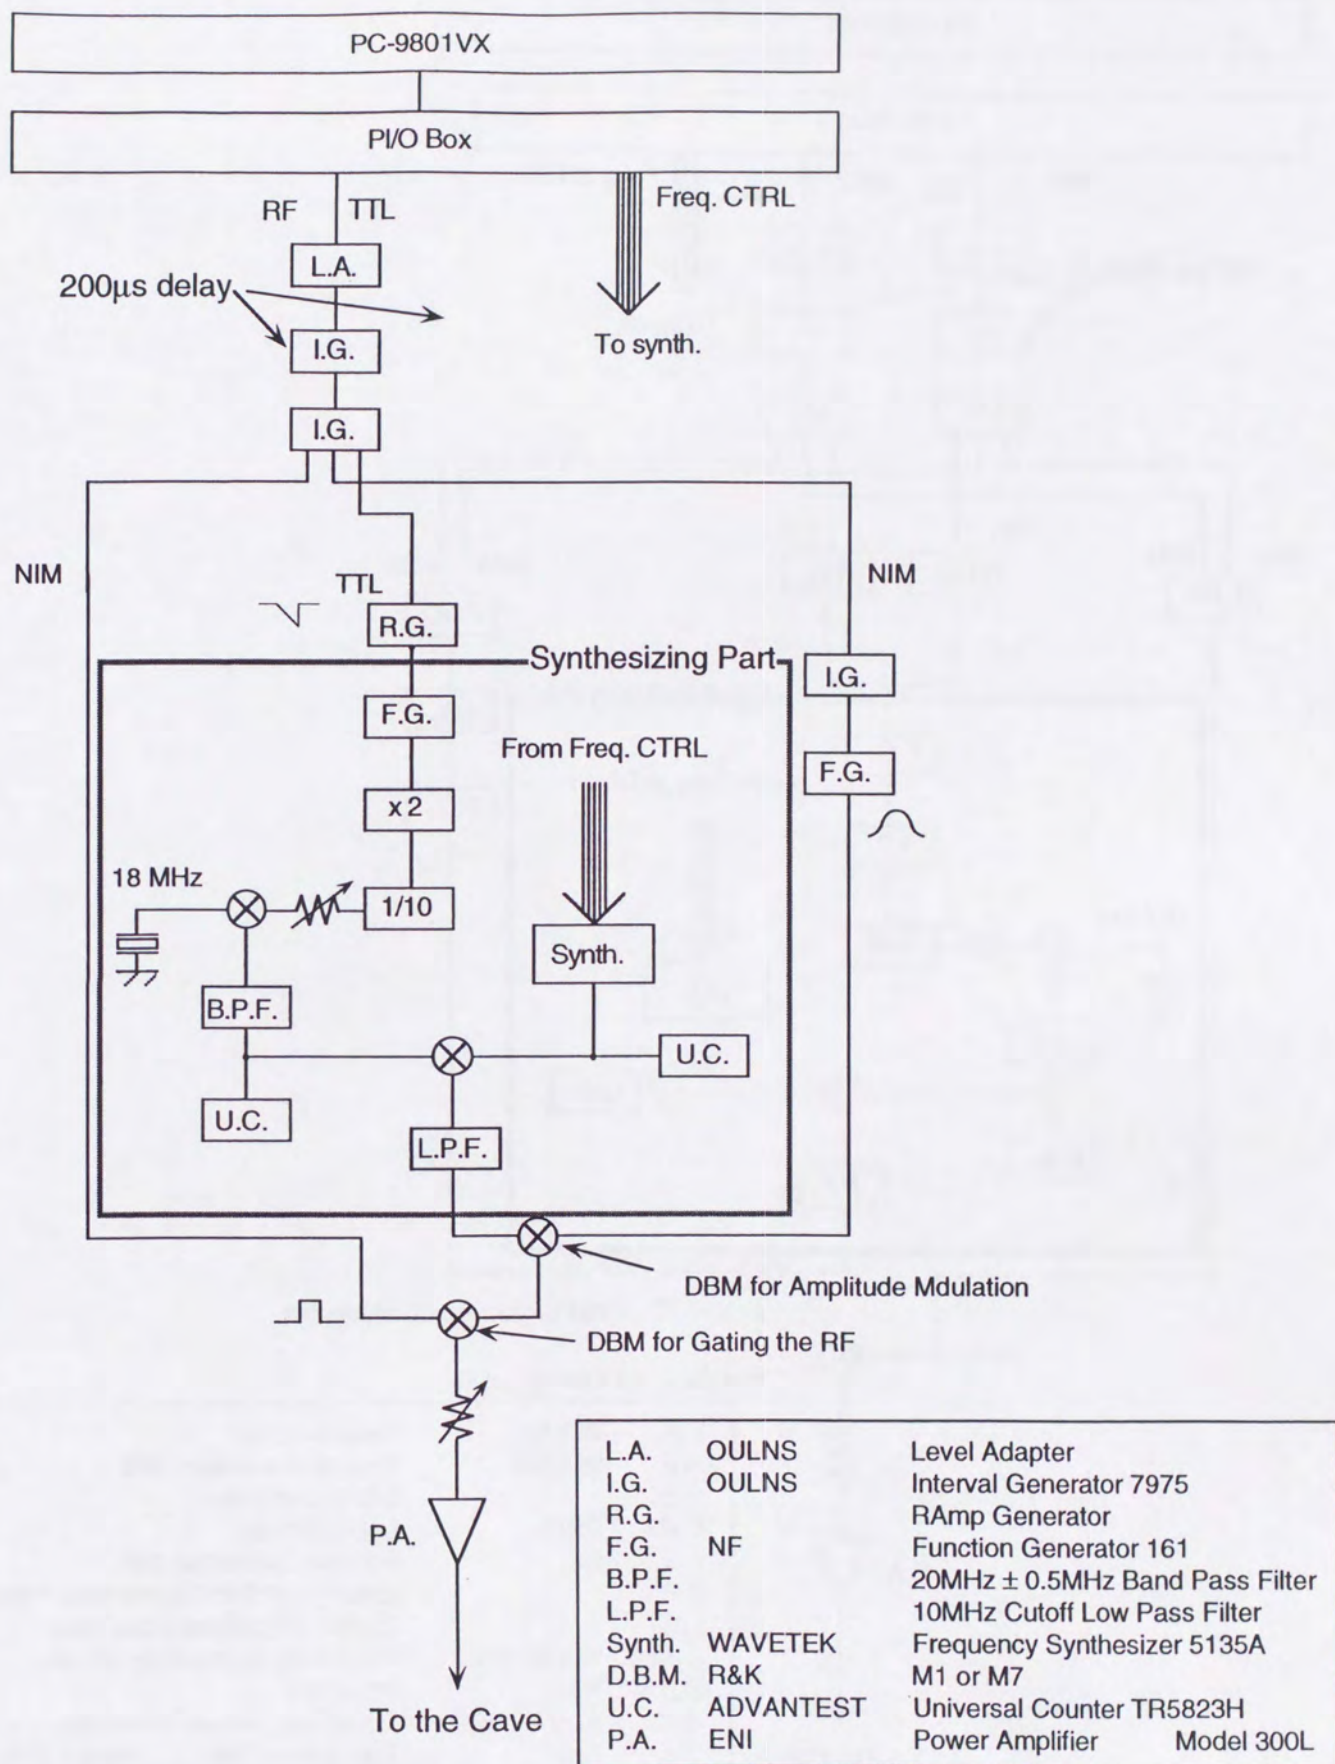 PC-9801VX
PI/O Box
RF TTL
Freq. CTRL
L.A.
200µs delay
I.G.
To synth.
I.G.
NIM
TTL
NIM
R.G.
Synthesizing Part
I.G.
F.G.
From Freq. CTRL
F.G.
x 2
18 MHz
1/10
Synth.
B.P.F.
U.C.
U.C.
L.P.F.
DBM for Amplitude Mdulation
DBM for Gating the RF
P.A.
To the Cave
L.A. OULNS Level Adapter
I.G. OULNS Interval Generator 7975
R.G. RAmp Generator
F.G. NF Function Generator 161
B.P.F. 20MHz ± 0.5MHz Band Pass Filter
L.P.F. 10MHz Cutoff Low Pass Filter
Synth. WAVETEK Frequency Synthesizer 5135A
D.B.M. R&K M1 or M7
U.C. ADVANTEST Universal Counter TR5823H
P.A. ENI Power Amplifier Model 300L